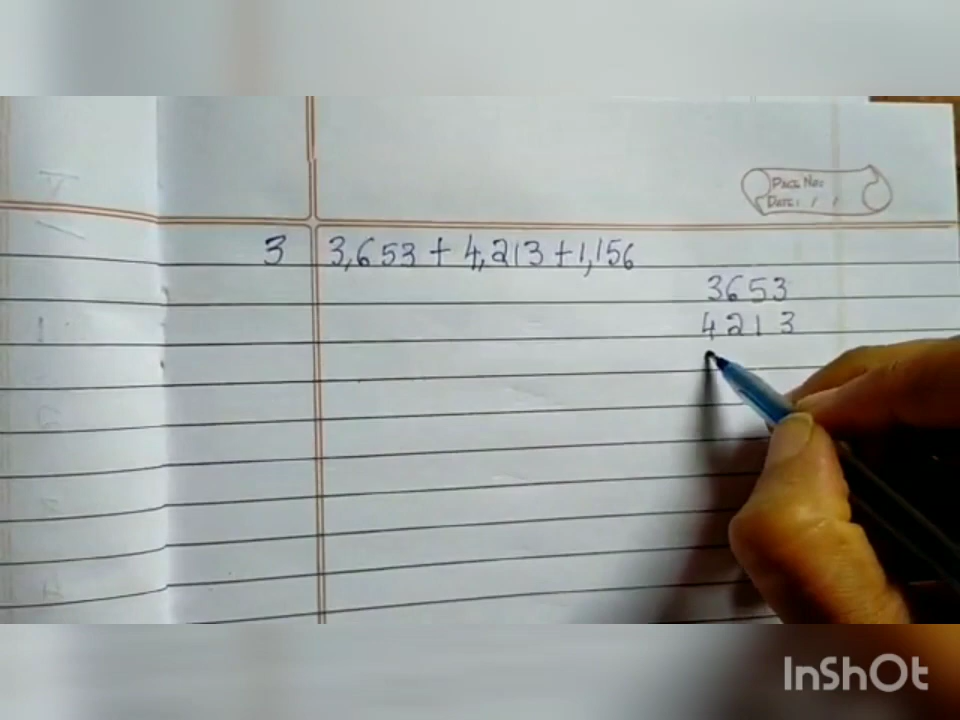 Page No:
Date: / /
3 3,653 + 4,213 + 1,156
3653
4213
InShOt